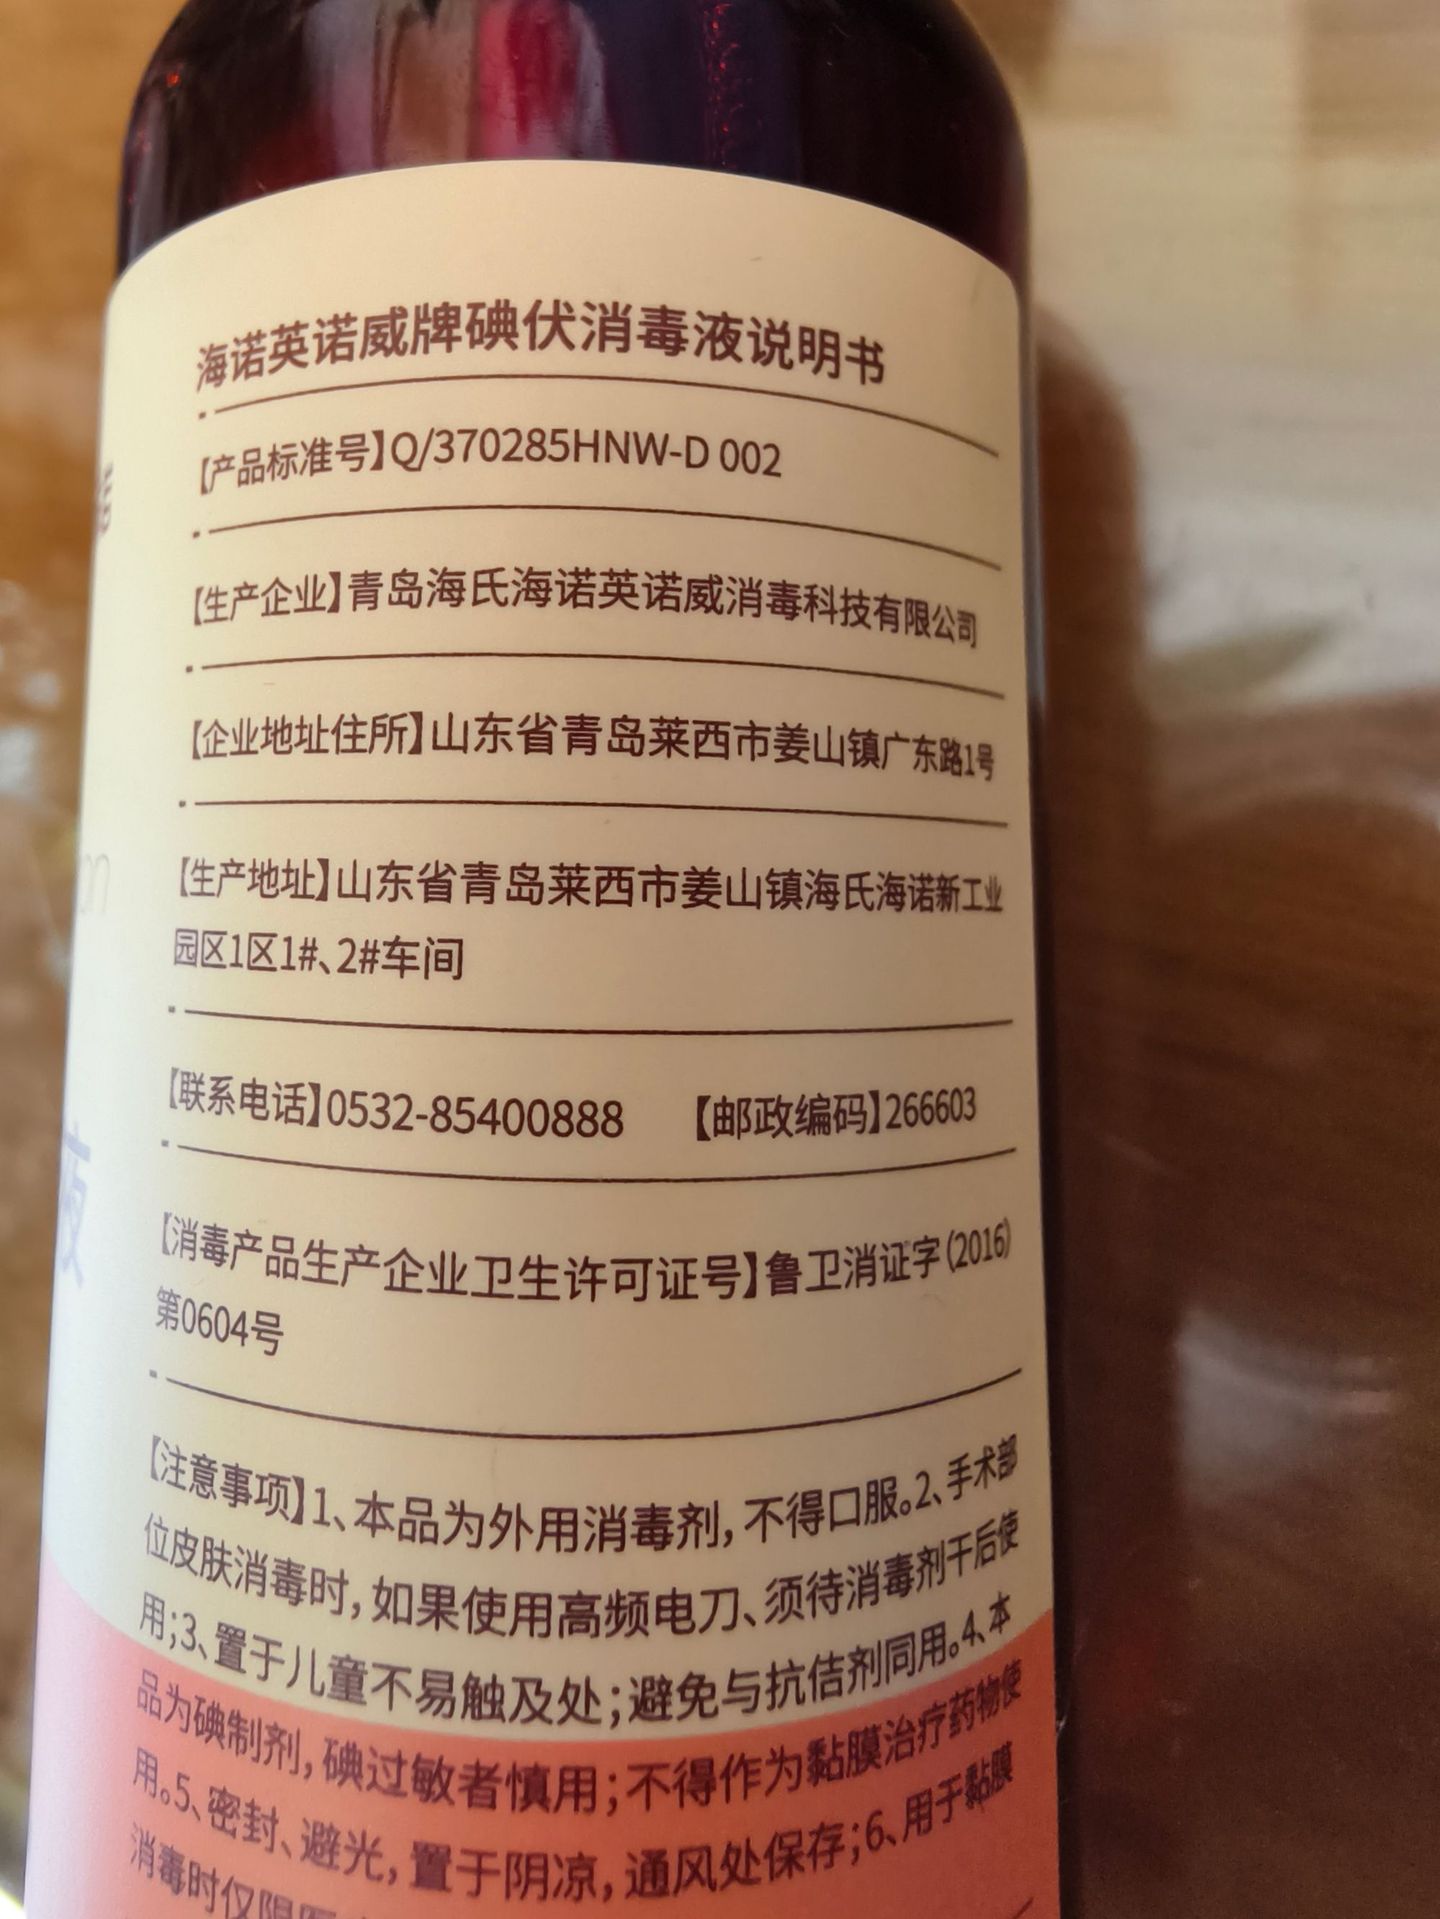 海诺英诺威牌碘伏消毒液说明书
【产品标准号】Q/370285HNW-D 002
【生产企业】青岛海氏海诺英诺威消毒科技有限公司
【企业地址住所】山东省青岛莱西市姜山镇广东路1号
【生产地址】山东省青岛莱西市姜山镇海氏海诺新工业
园区1区1#、2#车间
【联系电话】0532-85400888 【邮政编码】266603
【消毒产品生产企业卫生许可证号】鲁卫消证字(2016)
第0604号
【注意事项】1、本品为外用消毒剂，不得口服。2、手术部
位皮肤消毒时，如果使用高频电刀、须待消毒剂干后使
用；3、置于儿童不易触及处；避免与抗佶剂同用。4、本
品为碘制剂，碘过敏者慎用；不得作为黏膜治疗药物使
用。5、密封、避光，置于阴凉，通风处保存；6、用于黏膜
消毒时仅限医
液